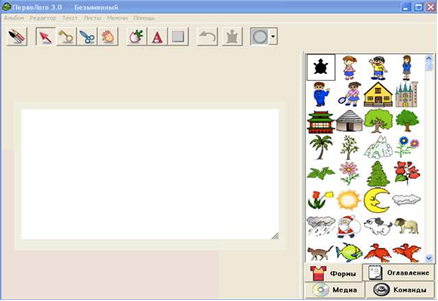 ПервоЛого 3.0 Безымянный
Альбом Редактор Текст Листы Мелочи Помощь
A
Формы Оглавление
Медиа Команды